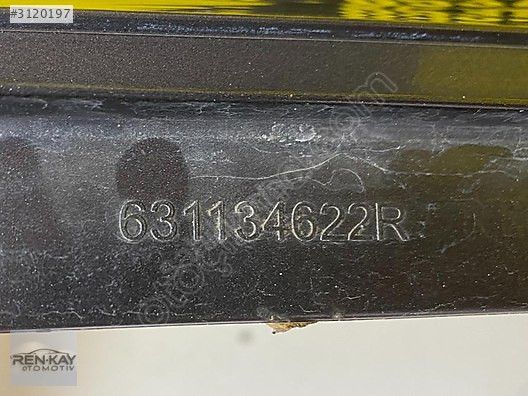 #3120197
631134622R
REN-KAY
OTOMOTİV